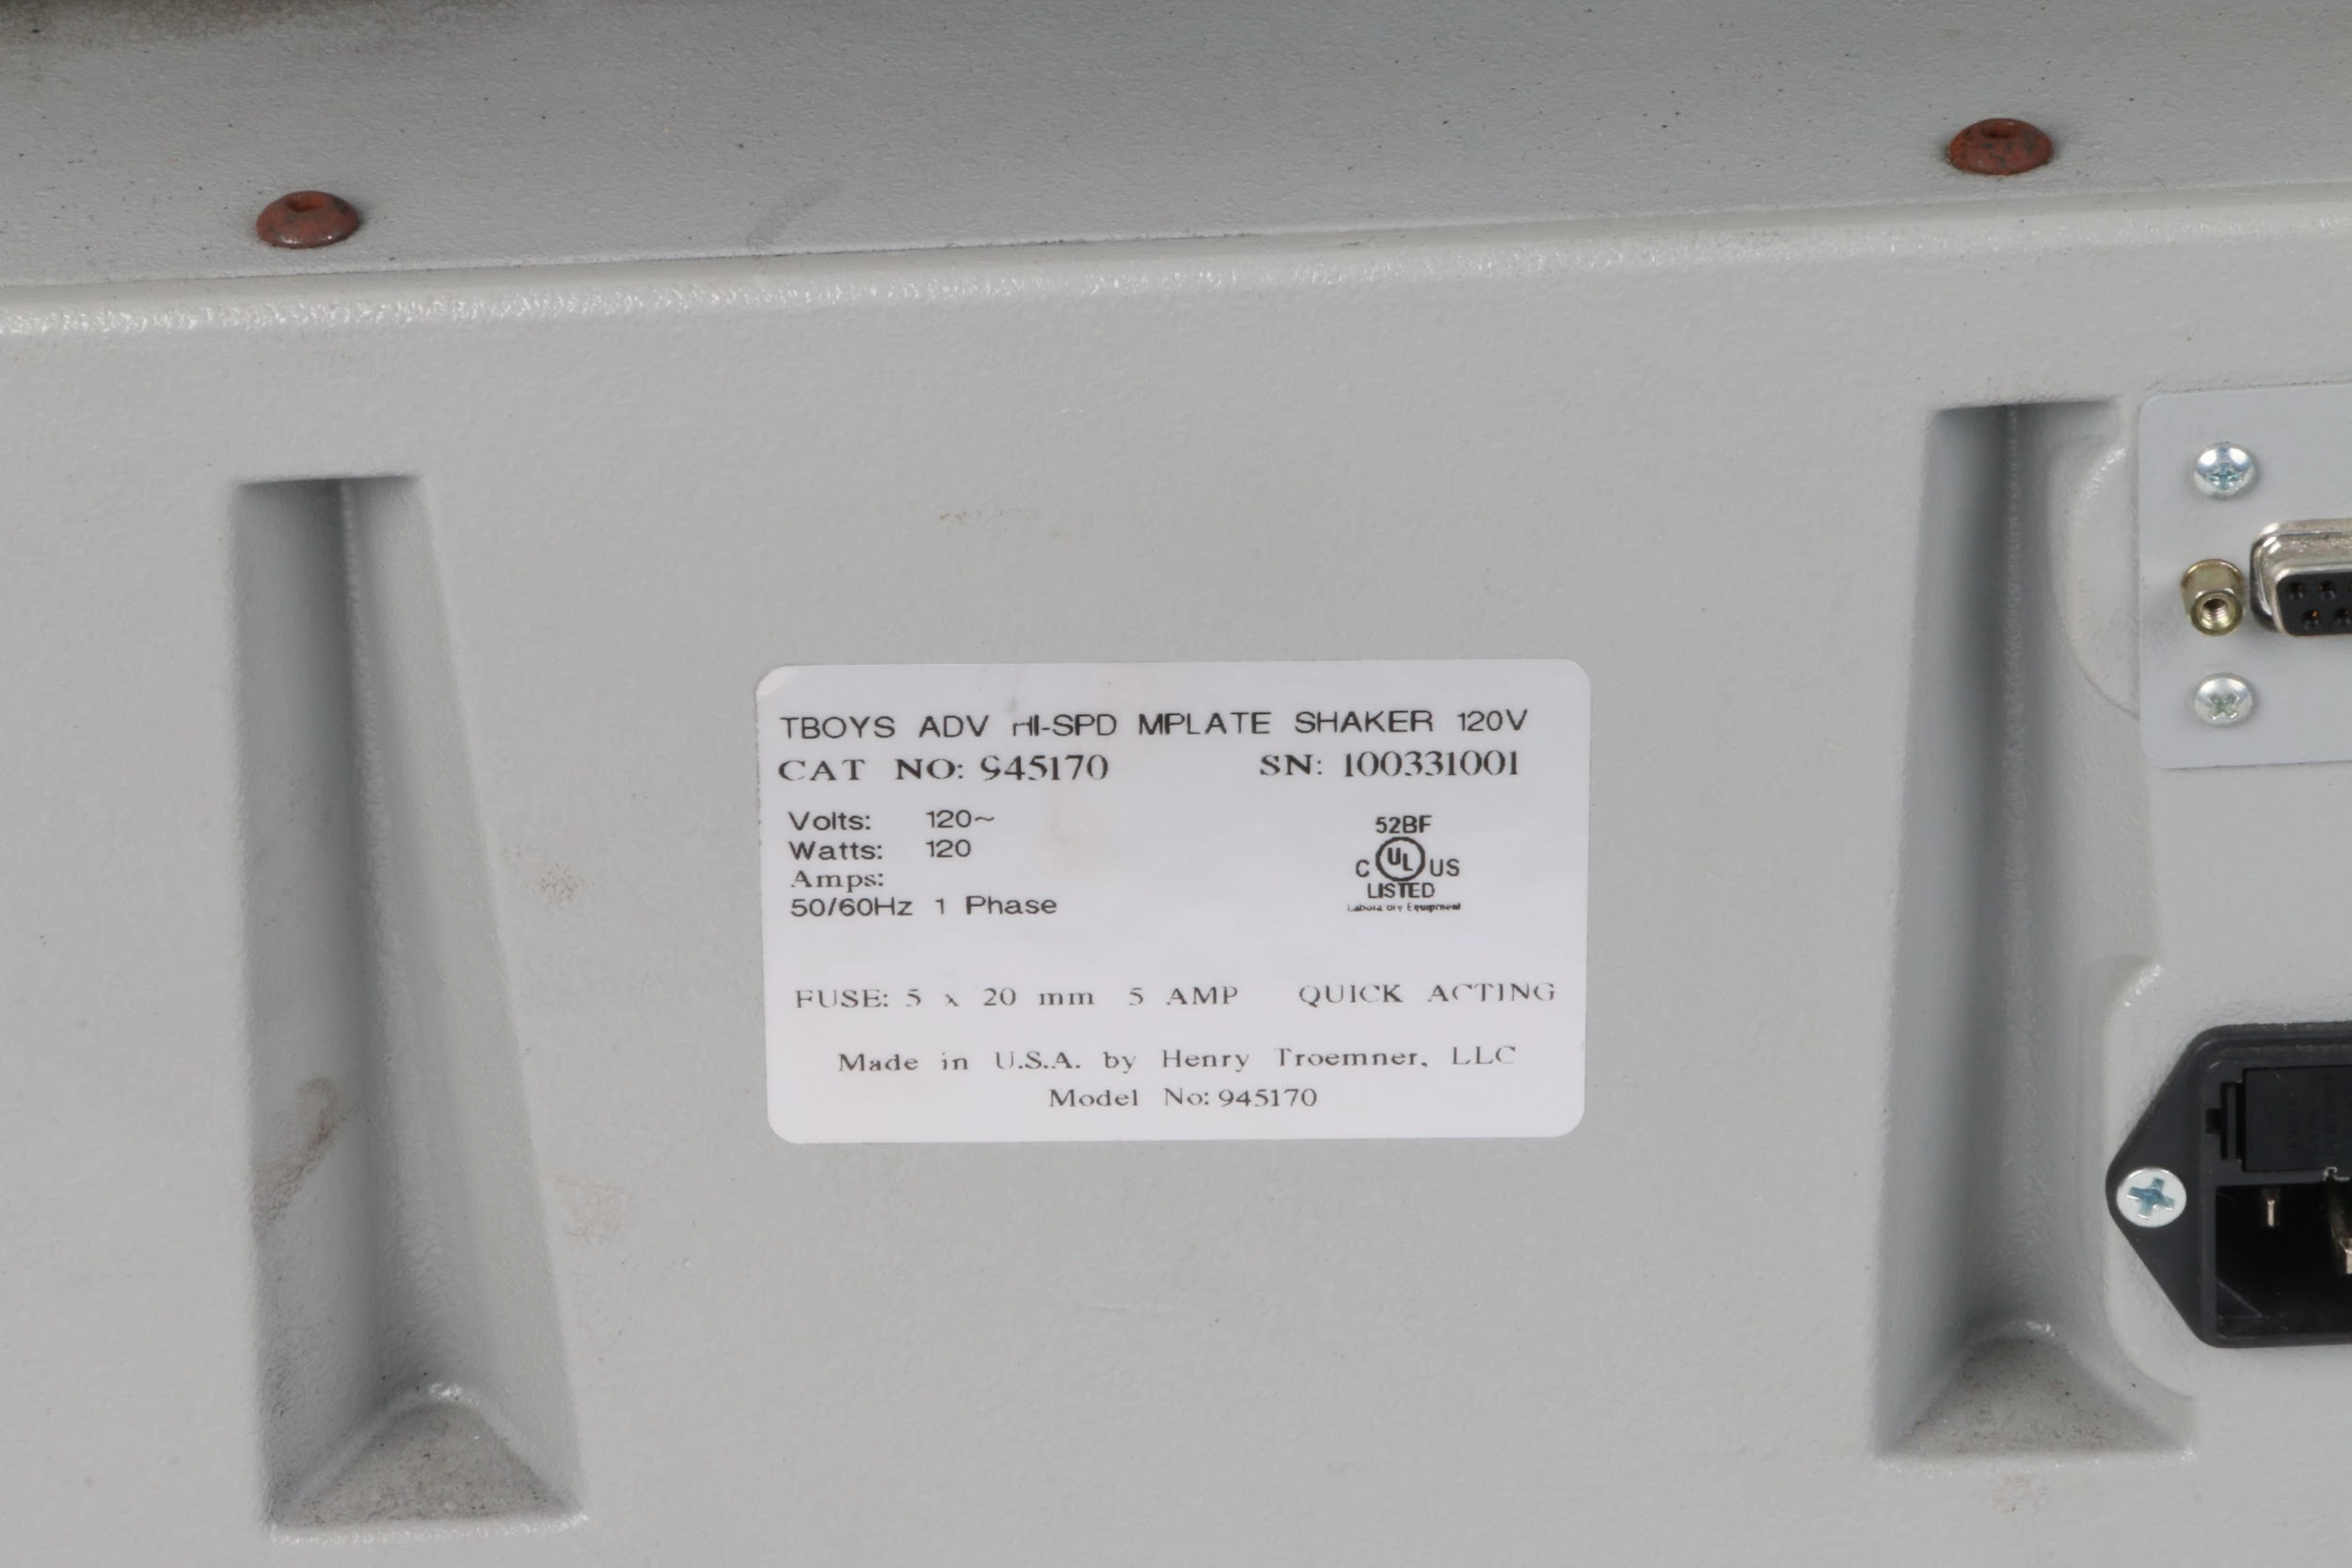 TBOYS ADV HI-SPD MPLATE SHAKER 120V
CAT NO: 945170 SN: 100331001
Volts: 120~
Watts: 120
Amps:
50/60Hz 1 Phase
52BF
C UL US
LISTED
Laboratory Equipment
FUSE: 5 x 20 mm 5 AMP QUICK ACTING
Made in U.S.A. by Henry Troemner, LLC
Model No: 945170